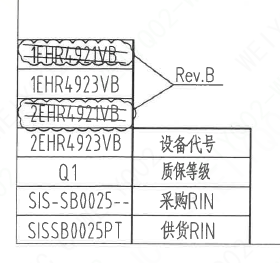 1EHR4921VB
1EHR4923VB
Rev.B
2EHR4921VB
2EHR4923VB 设备代号
Q1 质保等级
SIS-SB0025-- 采购RIN
SISSB0025PT 供货RIN